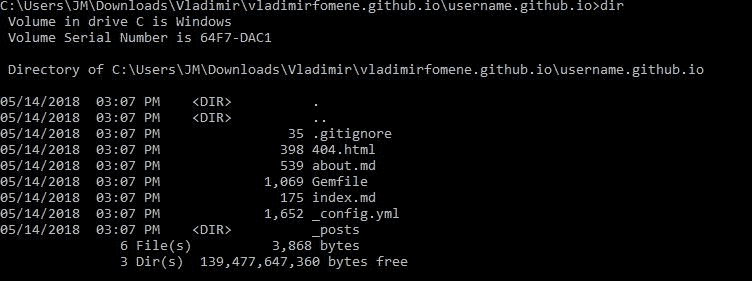 C:\Users\JM\Downloads\Vladimir\vladimirfomene.github.io\username.github.io>dir
 Volume in drive C is Windows
 Volume Serial Number is 64F7-DAC1

 Directory of C:\Users\JM\Downloads\Vladimir\vladimirfomene.github.io\username.github.io

05/14/2018  03:07 PM    <DIR>          .
05/14/2018  03:07 PM    <DIR>          ..
05/14/2018  03:07 PM                35 .gitignore
05/14/2018  03:07 PM               398 404.html
05/14/2018  03:07 PM               539 about.md
05/14/2018  03:07 PM             1,069 Gemfile
05/14/2018  03:07 PM               175 index.md
05/14/2018  03:07 PM             1,652 _config.yml
05/14/2018  03:07 PM    <DIR>          _posts
               6 File(s)          3,868 bytes
               3 Dir(s)  139,477,647,360 bytes free